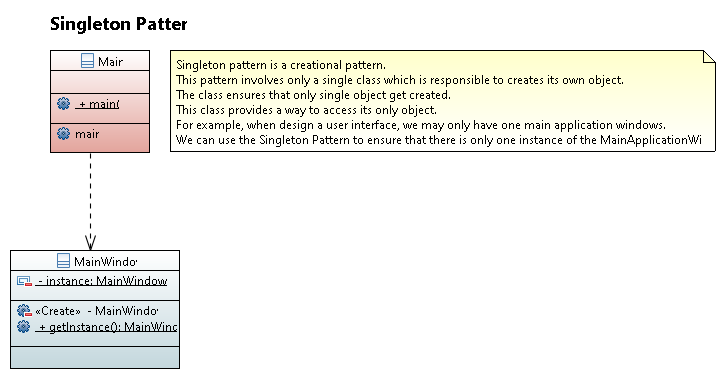 Singleton Patter
Main
+ main(
main
Singleton pattern is a creational pattern.
This pattern involves only a single class which is responsible to creates its own object.
The class ensures that only single object get created.
This class provides a way to access its only object.
For example, when design a user interface, we may only have one main application windows.
We can use the Singleton Pattern to ensure that there is only one instance of the MainApplicationWi
MainWindo
- instance: MainWindow
«Create» - MainWindo
+ getInstance(): MainWinc